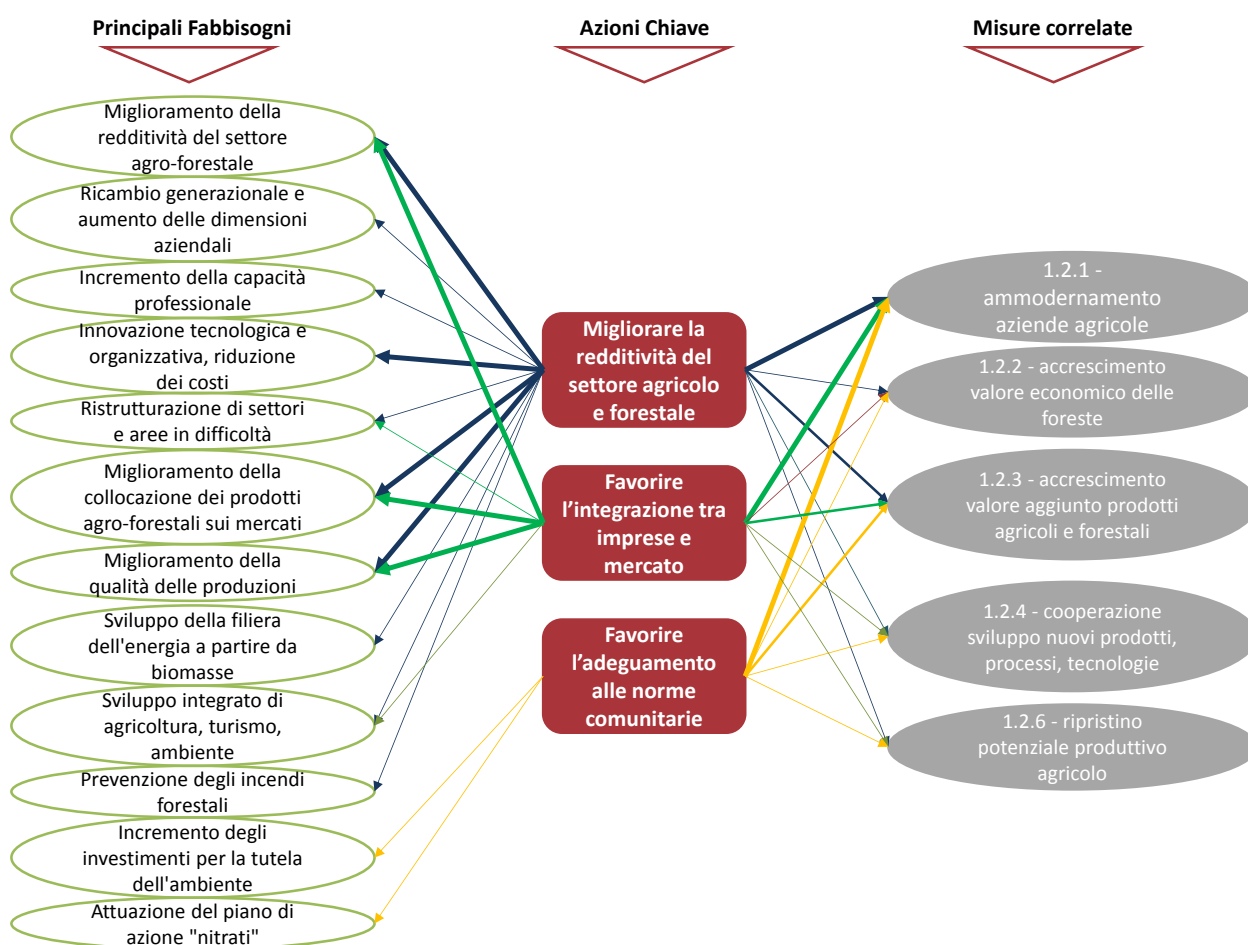 Principali Fabbisogni
Miglioramento della
redditività del settore
agro-forestale
Ricambio generazionale e
aumento delle dimensioni
aziendali
Incremento della capacità
professionale
Innovazione tecnologica e
organizzativa, riduzione
dei costi
Ristrutturazione di settori
e aree in difficoltà
Miglioramento della
collocazione dei prodotti
agro-forestali sui mercati
Miglioramento della
qualità delle produzioni
Sviluppo della filiera
dell'energia a partire da
biomasse
Sviluppo integrato di
agricoltura, turismo,
ambiente
Prevenzione degli incendi
forestali
Incremento degli
investimenti per la tutela
dell'ambiente
Attuazione del piano di
azione "nitrati"
Azioni Chiave
Migliorare la
redditività del
settore agricolo
e forestale
Favorire
l’integrazione tra
imprese e
mercato
Favorire
l’adeguamento
alle norme
comunitarie
Misure correlate
1.2.1 -
ammodernamento
aziende agricole
1.2.2 - accrescimento
valore economico delle
foreste
1.2.3 - accrescimento
valore aggiunto prodotti
agricoli e forestali
1.2.4 - cooperazione
sviluppo nuovi prodotti,
processi, tecnologie
1.2.6 - ripristino
potenziale produttivo
agricolo